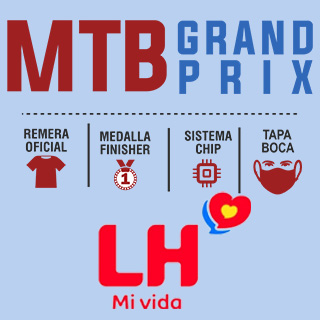 MTB GRAND
PRIX
REMERA
OFICIAL
MEDALLA
FINISHER
1
SISTEMA
CHIP
TAPA
BOCA
LH
Mi vida